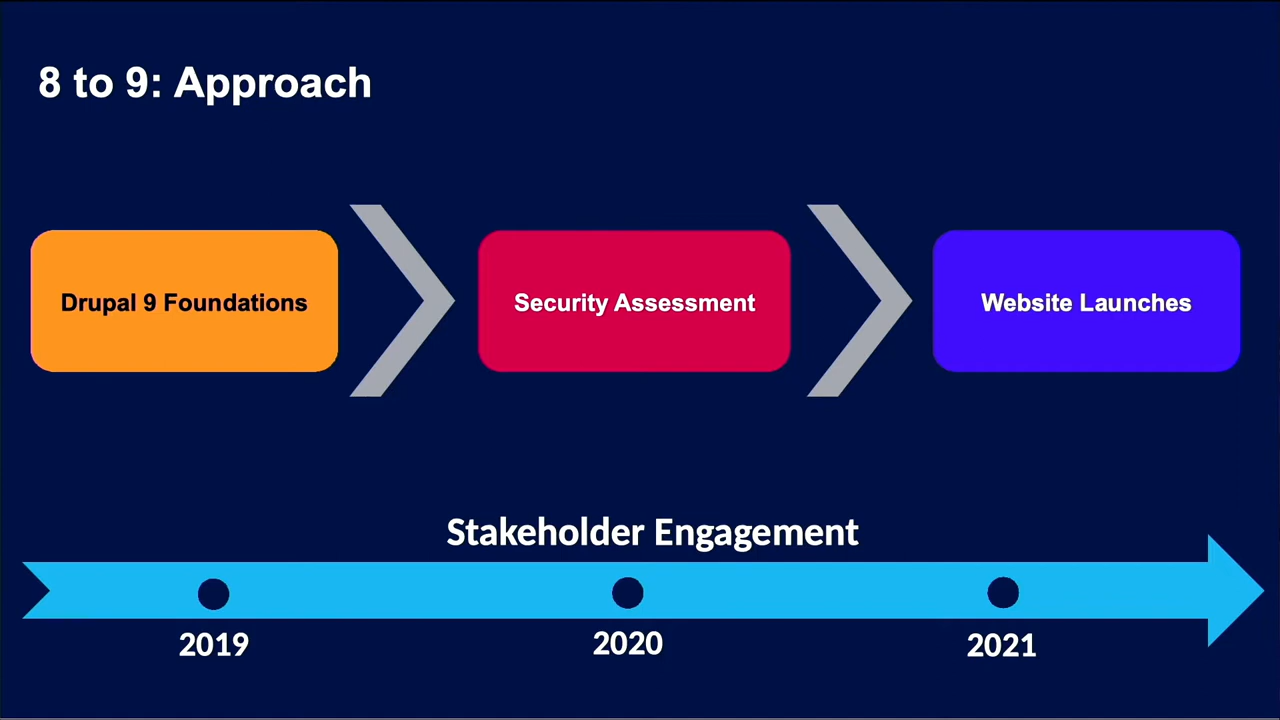 8 to 9: Approach
Drupal 9 Foundations
Security Assessment
Website Launches
Stakeholder Engagement
2019
2020
2021